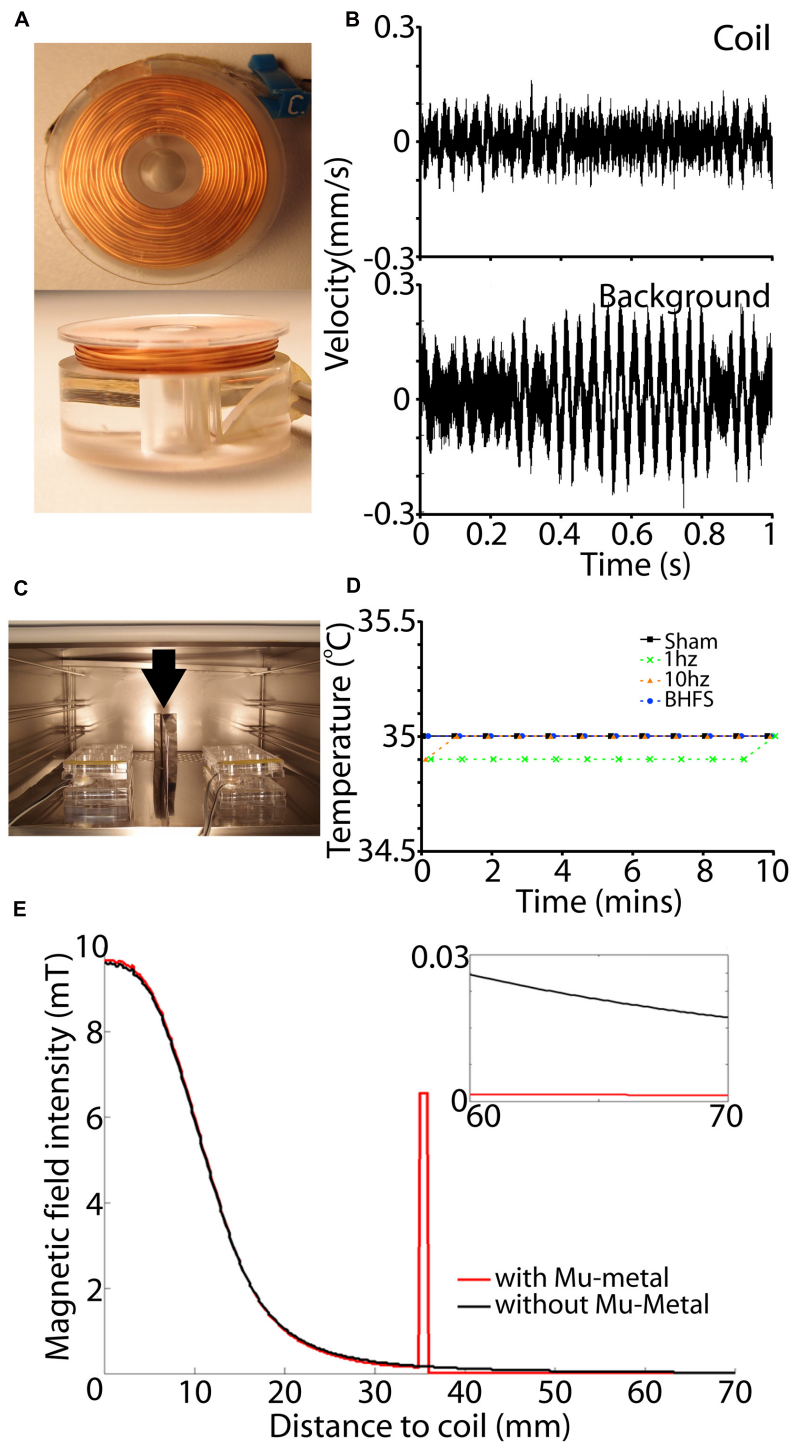 A
C.
B
Coil
0.3
0
-0.3
Velocity(mm/s)
Background
0.3
0
-0.3
0 0.2 0.4 0.6 0.8 1
Time (s)
C
D
35.5
35
34.5
Temperature (°C)
Sham
1hz
10hz
BHFS
0 2 4 6 8 10
Time (mins)
E
10
8
6
4
2
0
Magnetic field intensity (mT)
0.03
0
60 70
with Mu-metal
without Mu-Metal
10 20 30 40 50 60 70
Distance to coil (mm)